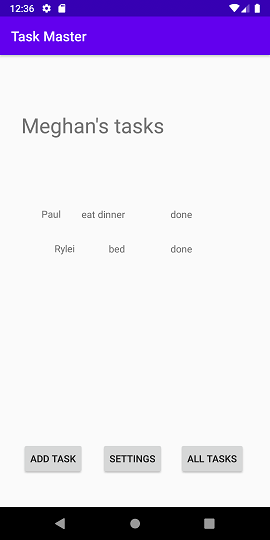 12:36
Task Master
Meghan's tasks
Paul eat dinner done
Rylei bed done
ADD TASK SETTINGS ALL TASKS